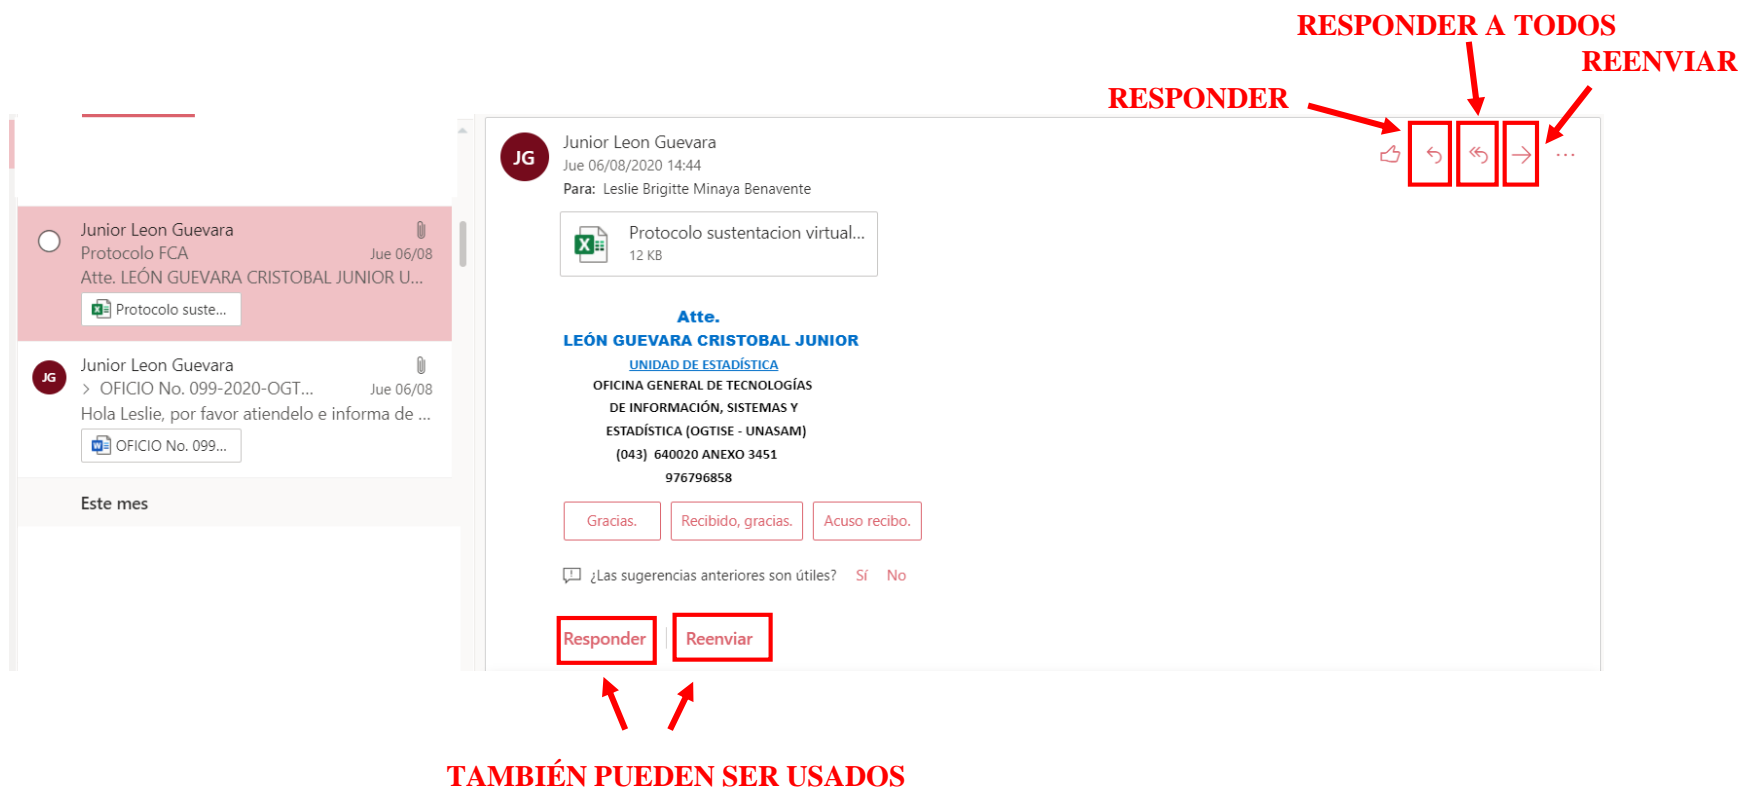 RESPONDER A TODOS
REENVIAR
RESPONDER
JG
Junior Leon Guevara
Jue 06/08/2020 14:44
Para: Leslie Brigitte Minaya Benavente
Protocolo sustentacion virtual...
12 KB
Junior Leon Guevara
Protocolo FCA Jue 06/08
Atte. LEÓN GUEVARA CRISTOBAL JUNIOR U...
Protocolo suste...
JG
Junior Leon Guevara
> OFICIO No. 099-2020-OGT... Jue 06/08
Hola Leslie, por favor atiendelo e informa de ...
OFICIO No. 099...
Este mes
Atte.
LEÓN GUEVARA CRISTOBAL JUNIOR
UNIDAD DE ESTADÍSTICA
OFICINA GENERAL DE TECNOLOGÍAS
DE INFORMACIÓN, SISTEMAS Y
ESTADÍSTICA (OGTISE - UNASAM)
(043) 640020 ANEXO 3451
976796858
Gracias. Recibido, gracias. Acuso recibo.
¿Las sugerencias anteriores son útiles? Sí No
Responder Reenviar
TAMBIÉN PUEDEN SER USADOS